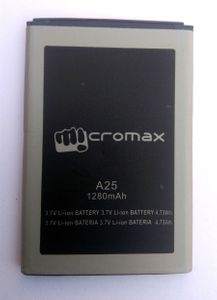 micromax
A25
1280mAh
3.7V Li-ion BATTERY 3.7V Li-ion BATTERY 4.73Wh
3.7V Li-ion BATERIA 3.7V Li-ion BATERIA 4.73Wh